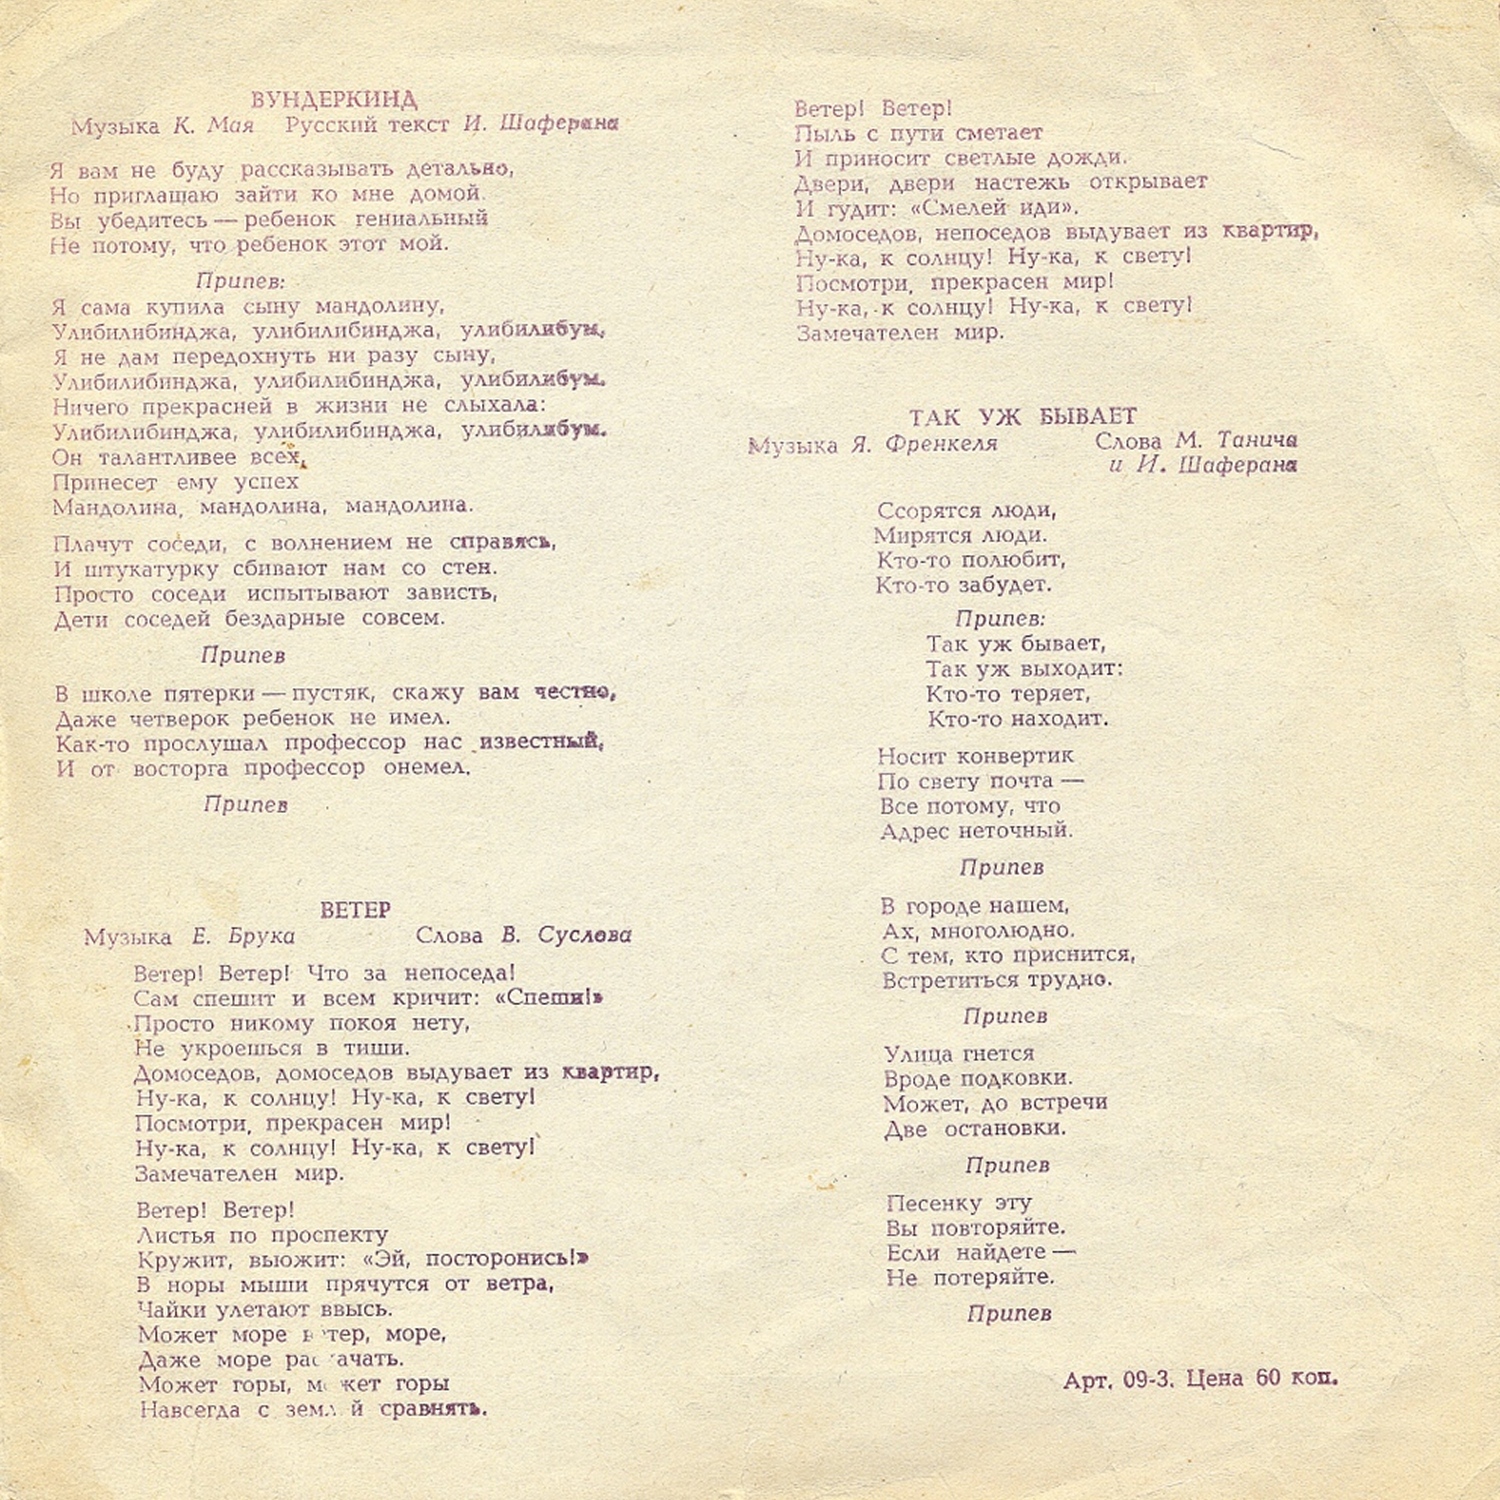 ВУНДЕРКИНД
Музыка К. Мая Русский текст И. Шаферана
Я вам не буду рассказывать детально,
Но приглашаю зайти ко мне домой.
Вы убедитесь — ребенок гениальный
Не потому, что ребенок этот мой.
Припев:
Я сама купила сыну мандолину,
Улибилибинджа, улибилибинджа, улибилибум,
Я не дам передохнуть ни разу сыну,
Улибилибинджа, улибилибинджа, улибилибум.
Ничего прекрасней в жизни не слыхала:
Улибилибинджа, улибилибинджа, улибилибум.
Он талантливее всех,
Принесет ему успех
Мандолина, мандолина, мандолина.
Плачут соседи, с волнением не справясь,
И штукатурку сбивают нам со стен.
Просто соседи испытывают зависть,
Дети соседей бездарные совсем.
Припев
В школе пятерки — пустяк, скажу вам честно,
Даже четверок ребенок не имел.
Как-то прослушал профессор нас известный,
И от восторга профессор онемел.
Припев
ВЕТЕР
Музыка Е. Брука Слова В. Суслова
Ветер! Ветер! Что за непоседа!
Сам спешит и всем кричит: «Спеши!»
Просто никому покоя нету,
Не укроешься в тиши.
Домоседов, домоседов выдувает из квартир,
Ну-ка, к солнцу! Ну-ка, к свету!
Посмотри, прекрасен мир!
Ну-ка, к солнцу! Ну-ка, к свету!
Замечателен мир.
Ветер! Ветер!
Листья по проспекту
Кружит, вьюжит: «Эй, посторонись!»
В норы мыши прячутся от ветра,
Чайки улетают ввысь.
Может море ветер, море,
Даже море раскачать.
Может горы, может горы
Навсегда с землей сравнять.
Ветер! Ветер!
Пыль с пути сметает
И приносит светлые дожди.
Двери, двери настежь открывает
И гудит: «Смелей иди».
Домоседов, непоседов выдувает из квартир,
Ну-ка, к солнцу! Ну-ка, к свету!
Посмотри, прекрасен мир!
Ну-ка, к солнцу! Ну-ка, к свету!
Замечателен мир.
ТАК УЖ БЫВАЕТ
Музыка Я. Френкеля Слова М. Танича
и И. Шаферана
Ссорятся люди,
Мирятся люди.
Кто-то полюбит,
Кто-то забудет.
Припев:
Так уж бывает,
Так уж выходит:
Кто-то теряет,
Кто-то находит.
Носит конвертик
По свету почта —
Все потому, что
Адрес неточный.
Припев
В городе нашем,
Ах, многолюдно.
С тем, кто приснится,
Встретиться трудно.
Припев
Улица гнется
Вроде подковки.
Может, до встречи
Две остановки.
Припев
Песенку эту
Вы повторяйте.
Если найдете —
Не потеряйте.
Припев
Арт. 09-3. Цена 60 коп.